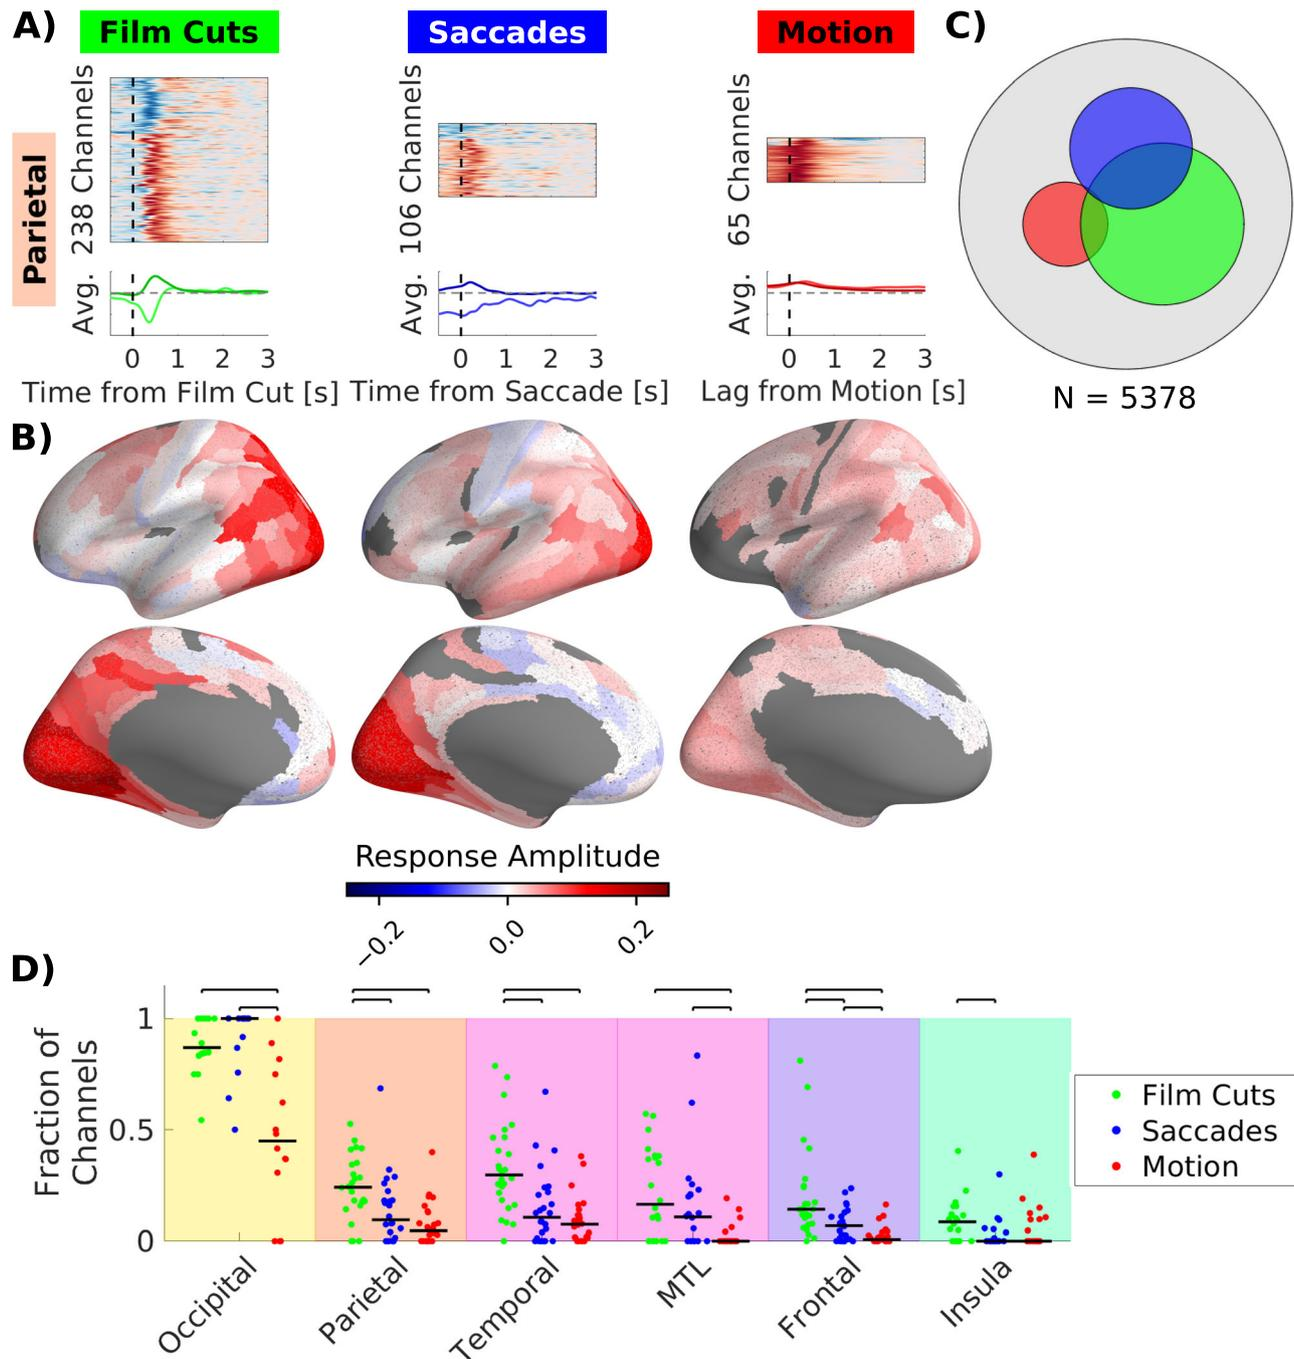 A)
Film Cuts
Saccades
Motion
C)
Parietal
238 Channels
106 Channels
65 Channels
Avg.
Avg.
Avg.
0 1 2 3
0 1 2 3
0 1 2 3
Time from Film Cut [s]
Time from Saccade [s]
Lag from Motion [s]
N = 5378
B)
Response Amplitude
−0.2
0.0
0.2
D)
Fraction of
Channels
1
0.5
0
Occipital
Parietal
Temporal
MTL
Frontal
Insula
Film Cuts
Saccades
Motion